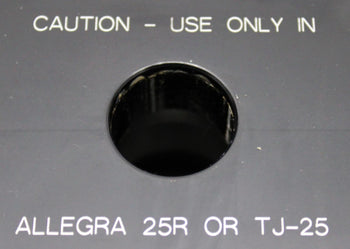 CAUTION - USE ONLY IN
ALLEGRA 25R OR TJ-25